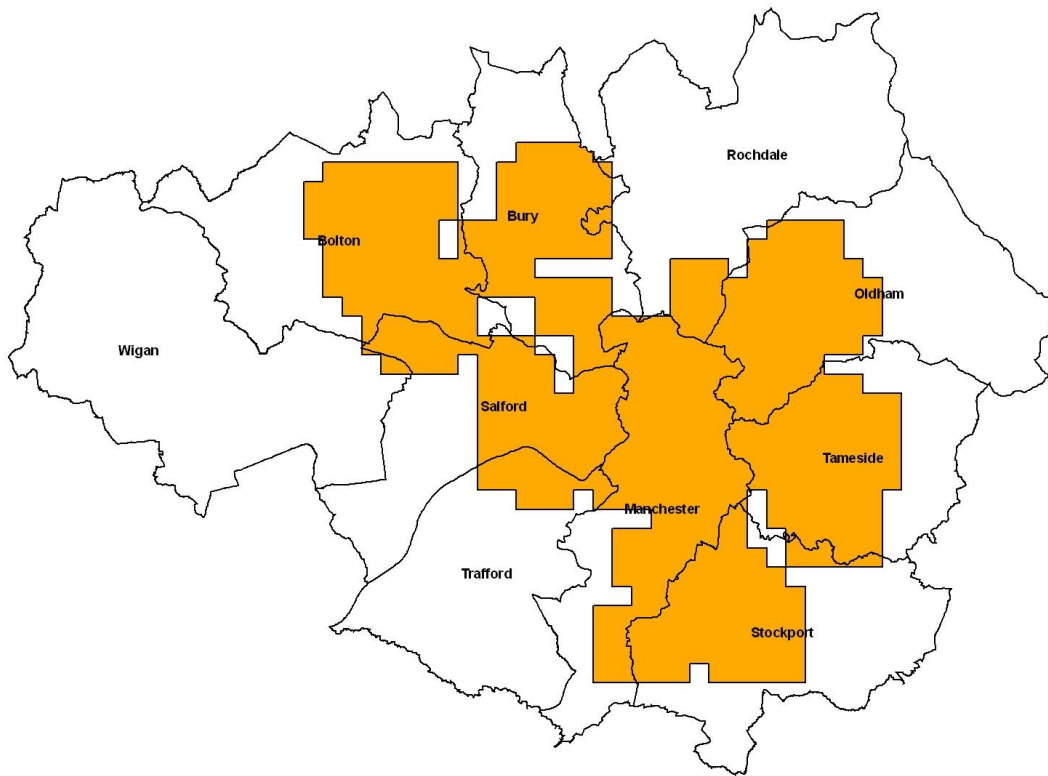 Rochdale
Bury
Bolton
Oldham
Wigan
Salford
Tameside
Manchester
Trafford
Stockport